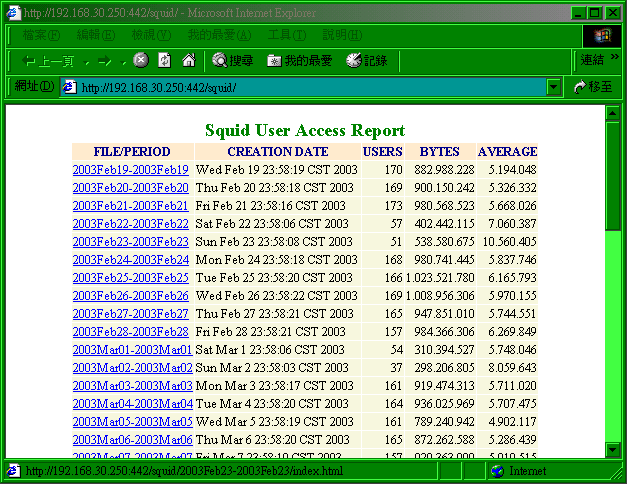 http://192.168.30.250:442/squid/ - Microsoft Internet Explorer
檔案(F) 編輯(E) 檢視(V) 我的最愛(A) 工具(T) 說明(H)
上一頁 搜尋 我的最愛 記錄 連結 »
網址(D) http://192.168.30.250:442/squid/ 移至
Squid User Access Report
FILE/PERIOD CREATION DATE USERS BYTES AVERAGE
2003Feb19-2003Feb19 Wed Feb 19 23:58:19 CST 2003 170 882.988.228 5.194.048
2003Feb20-2003Feb20 Thu Feb 20 23:58:18 CST 2003 169 900.150.242 5.326.332
2003Feb21-2003Feb21 Fri Feb 21 23:58:16 CST 2003 173 980.568.523 5.668.026
2003Feb22-2003Feb22 Sat Feb 22 23:58:06 CST 2003 57 402.442.115 7.060.387
2003Feb23-2003Feb23 Sun Feb 23 23:58:08 CST 2003 51 538.580.675 10.560.405
2003Feb24-2003Feb24 Mon Feb 24 23:58:18 CST 2003 168 980.741.445 5.837.746
2003Feb25-2003Feb25 Tue Feb 25 23:58:20 CST 2003 166 1.023.521.780 6.165.793
2003Feb26-2003Feb26 Wed Feb 26 23:58:22 CST 2003 169 1.008.956.306 5.970.155
2003Feb27-2003Feb27 Thu Feb 27 23:58:21 CST 2003 165 947.851.010 5.744.551
2003Feb28-2003Feb28 Fri Feb 28 23:58:21 CST 2003 157 984.366.306 6.269.849
2003Mar01-2003Mar01 Sat Mar 1 23:58:06 CST 2003 54 310.394.527 5.748.046
2003Mar02-2003Mar02 Sun Mar 2 23:58:03 CST 2003 37 298.206.805 8.059.643
2003Mar03-2003Mar03 Mon Mar 3 23:58:17 CST 2003 161 919.474.313 5.711.020
2003Mar04-2003Mar04 Tue Mar 4 23:58:20 CST 2003 164 936.025.969 5.707.475
2003Mar05-2003Mar05 Wed Mar 5 23:58:19 CST 2003 161 789.240.942 4.902.117
2003Mar06-2003Mar06 Thu Mar 6 23:58:20 CST 2003 165 872.262.588 5.286.439
http://192.168.30.250:442/squid/2003Feb23-2003Feb23/index.html Internet